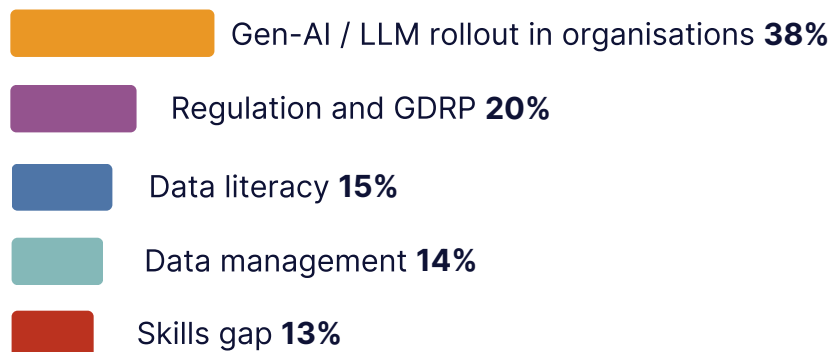 Gen-AI / LLM rollout in organisations 38%
Regulation and GDRP 20%
Data literacy 15%
Data management 14%
Skills gap 13%